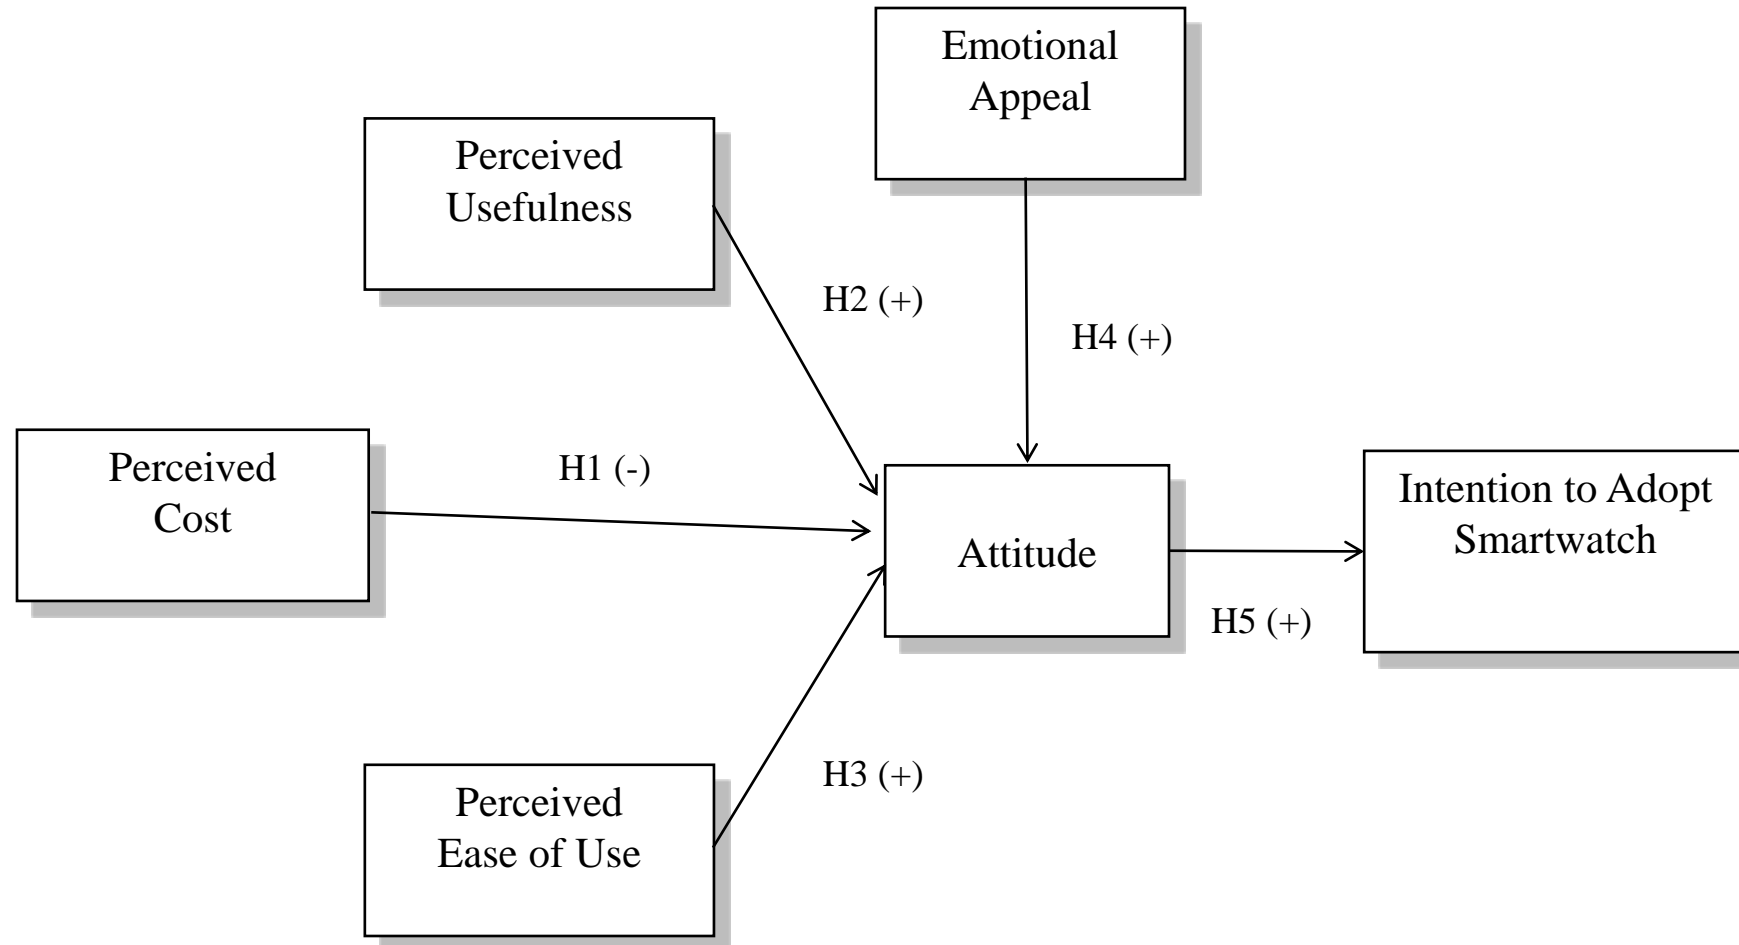 Emotional
Appeal
Perceived
Usefulness
H2 (+)
H4 (+)
Perceived
Cost
H1 (-)
Attitude
Intention to Adopt
Smartwatch
H5 (+)
Perceived
Ease of Use
H3 (+)